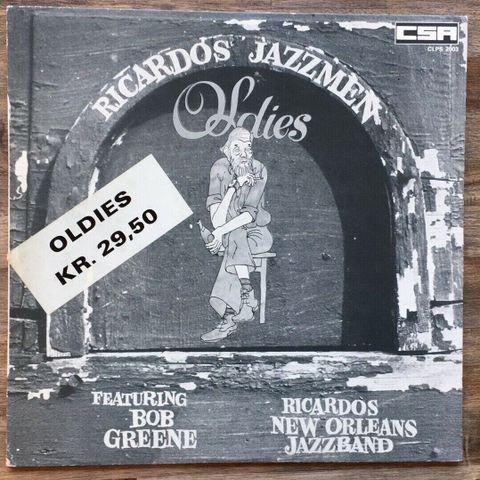 CSA
CLPS 2003
RICARDOS JAZZMEN
Oldies
OLDIES
KR. 29,50
FEATURING
BOB
GREENE
RICARDOS
NEW ORLEANS
JAZZBAND